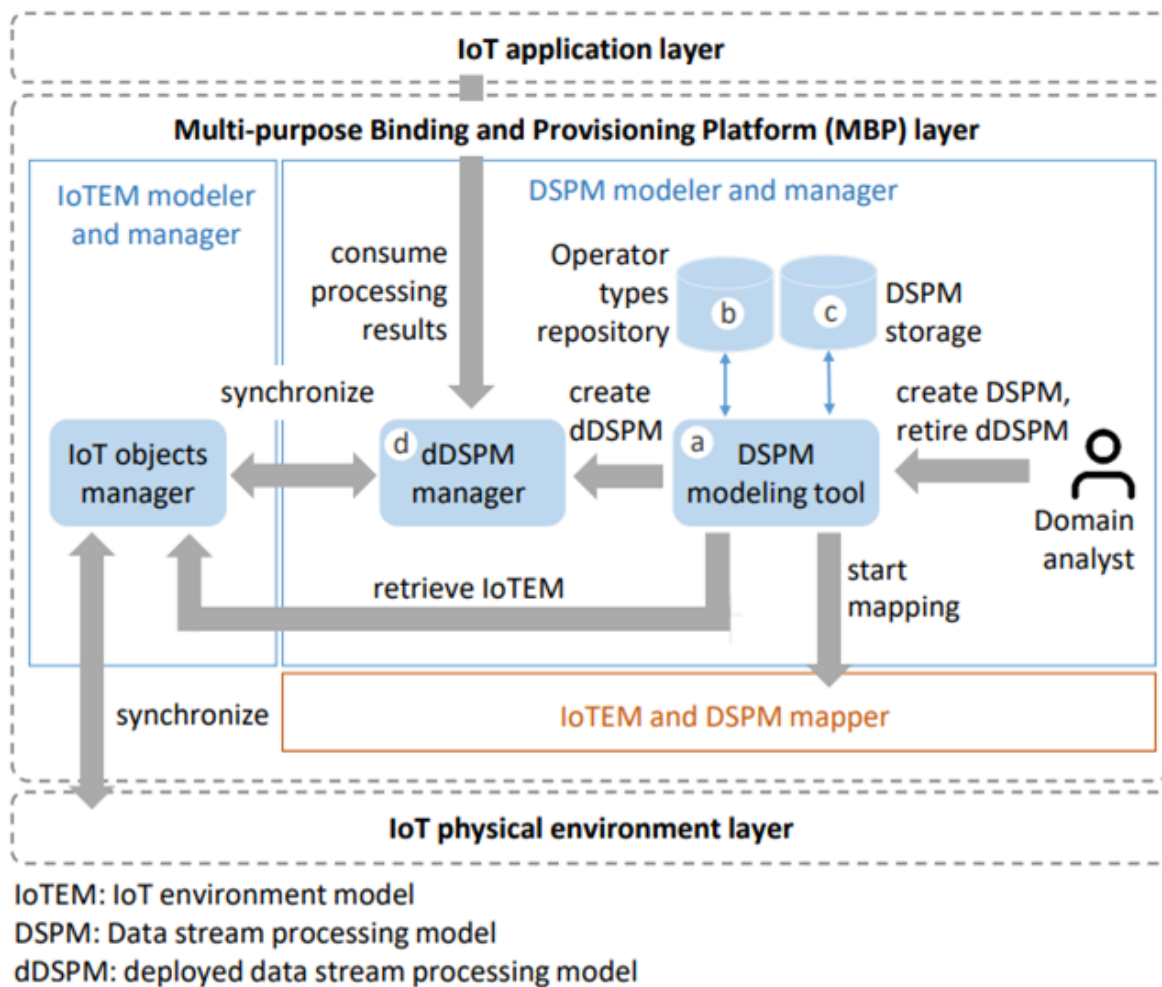 IoT application layer
Multi-purpose Binding and Provisioning Platform (MBP) layer
IoTEM modeler
and manager
DSPM modeler and manager
consume
processing
results
Operator
types
repository
b
c
DSPM
storage
synchronize
create
dDSPM
create DSPM,
retire dDSPM
IoT objects
manager
d
dDSPM
manager
a
DSPM
modeling tool
Domain
analyst
retrieve IoTEM
start
mapping
synchronize
IoTEM and DSPM mapper
IoT physical environment layer
IoTEM: IoT environment model
DSPM: Data stream processing model
dDSPM: deployed data stream processing model